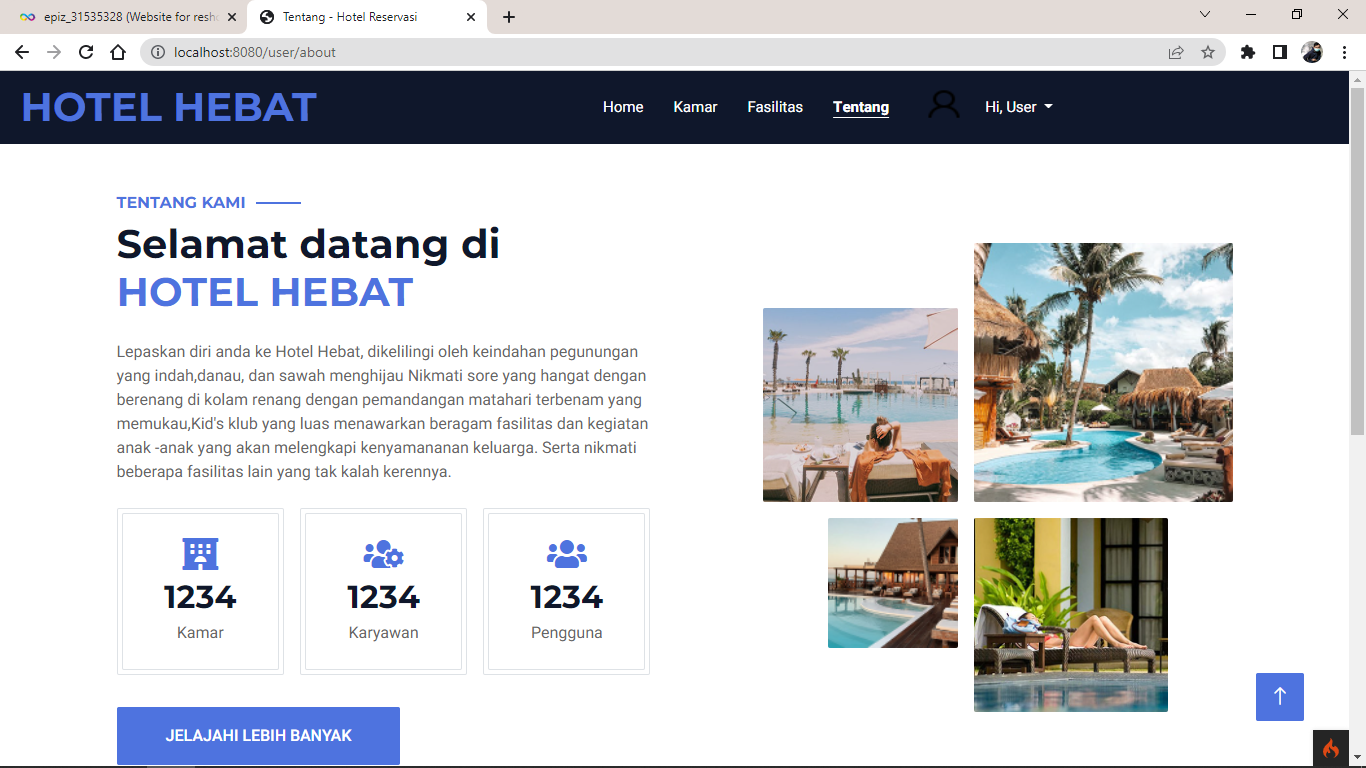 epiz_31535328 (Website for resh
Tentang - Hotel Reservasi
localhost:8080/user/about
HOTEL HEBAT
Home
Kamar
Fasilitas
Tentang
Hi, User
TENTANG KAMI
Selamat datang di
HOTEL HEBAT
Lepaskan diri anda ke Hotel Hebat, dikelilingi oleh keindahan pegunungan
yang indah,danau, dan sawah menghijau Nikmati sore yang hangat dengan
berenang di kolam renang dengan pemandangan matahari terbenam yang
memukau,Kid's klub yang luas menawarkan beragam fasilitas dan kegiatan
anak -anak yang akan melengkapi kenyamananan keluarga. Serta nikmati
beberapa fasilitas lain yang tak kalah kerennya.
1234
Kamar
1234
Karyawan
1234
Pengguna
JELAJAHI LEBIH BANYAK